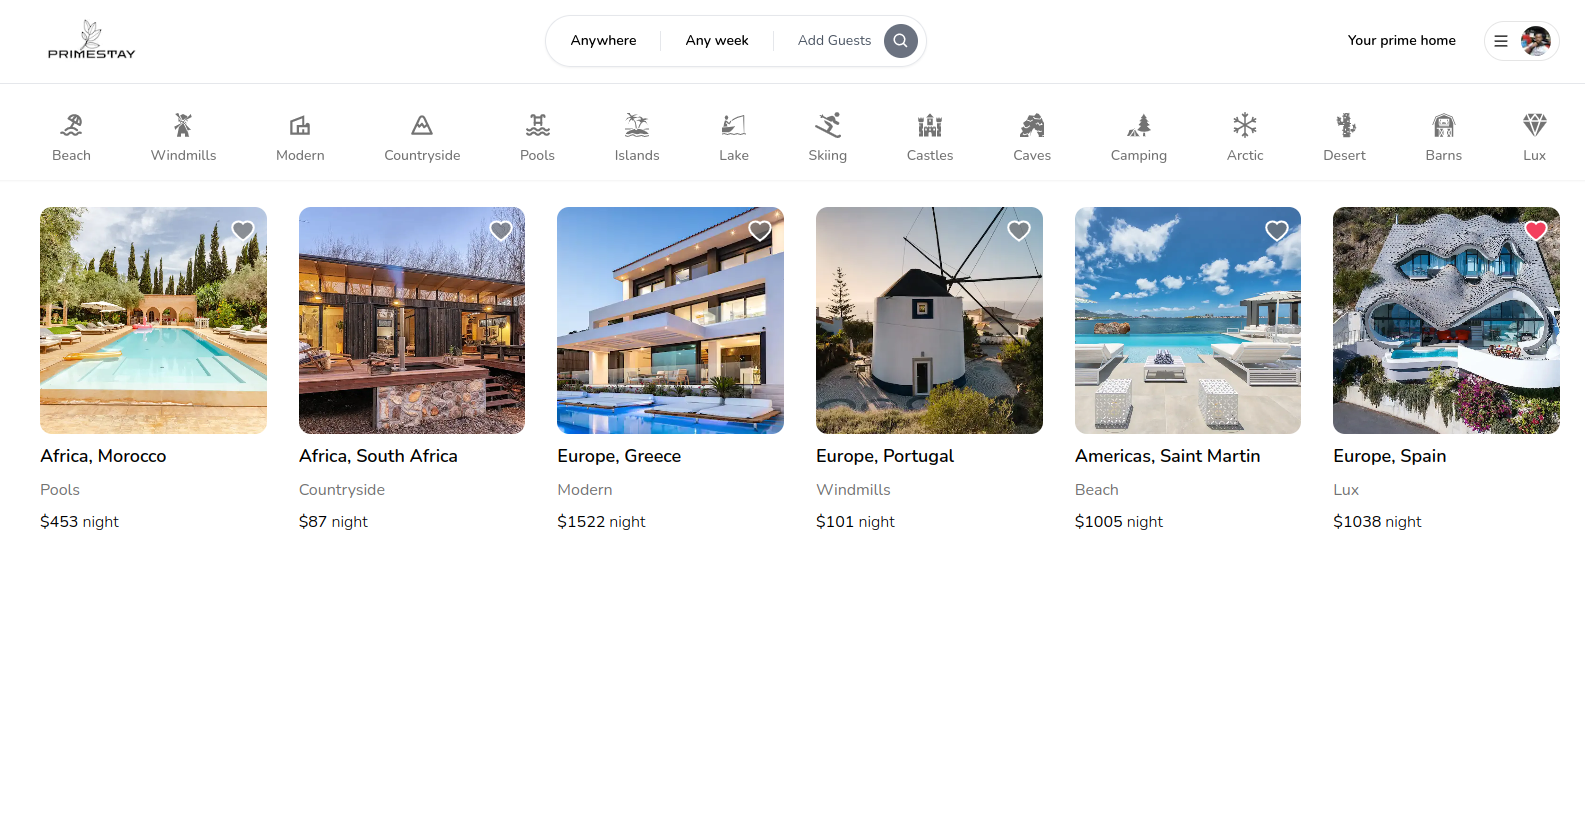 PRIMESTAY
Anywhere
Any week
Add Guests
Your prime home
Beach
Windmills
Modern
Countryside
Pools
Islands
Lake
Skiing
Castles
Caves
Camping
Arctic
Desert
Barns
Lux
Africa, Morocco
Pools
$453 night
Africa, South Africa
Countryside
$87 night
Europe, Greece
Modern
$1522 night
Europe, Portugal
Windmills
$101 night
Americas, Saint Martin
Beach
$1005 night
Europe, Spain
Lux
$1038 night